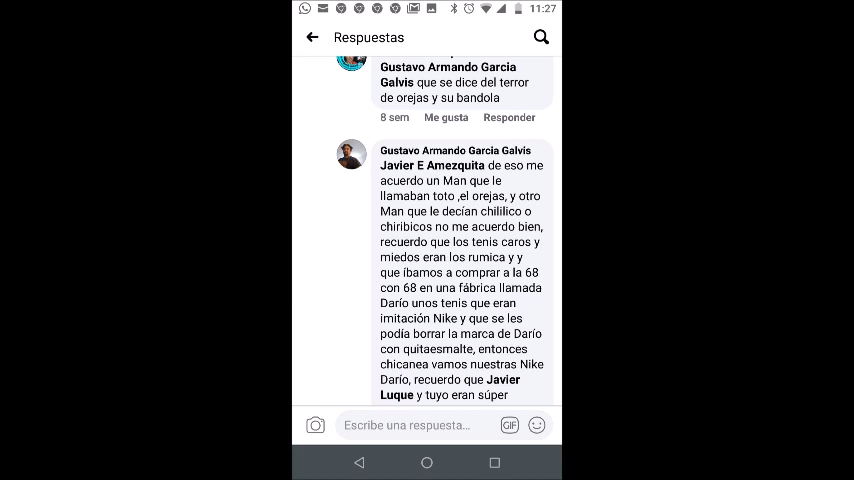 11:27
Respuestas
Gustavo Armando Garcia
Galvis que se dice del terror
de orejas y su bandola
8 sem Me gusta Responder
Gustavo Armando Garcia Galvís
Javier E Amezquita de eso me
acuerdo un Man que le
llamaban toto ,el orejas, y otro
Man que le decían chililico o
chiribicos no me acuerdo bien,
recuerdo que los tenis caros y
miedos eran los rumica y y
que íbamos a comprar a la 68
con 68 en una fábrica llamada
Darío unos tenis que eran
imitación Nike y que se les
podía borrar la marca de Darío
con quitaesmalte, entonces
chicanea vamos nuestras Nike
Darío, recuerdo que Javier
Luque y tuyo eran súper
Escribe una respuesta... GIF